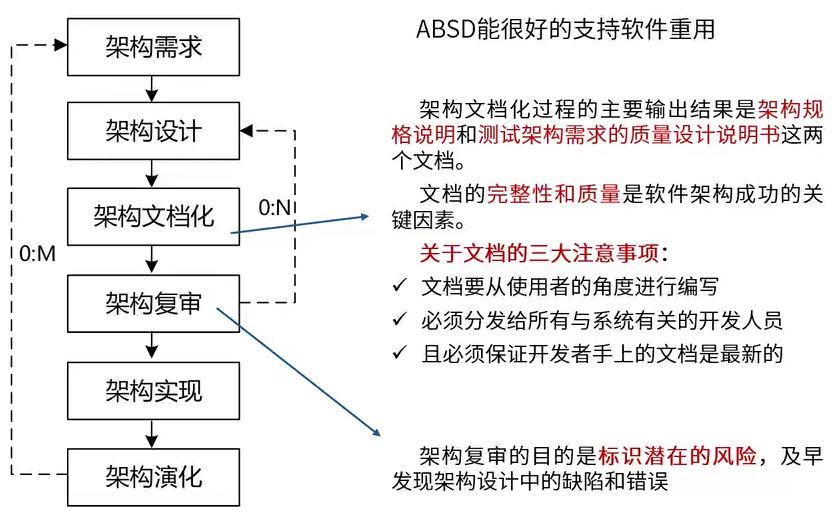 架构需求
架构设计
架构文档化
架构复审
架构实现
架构演化
0:N
0:M
ABSD能很好的支持软件重用
架构文档化过程的主要输出结果是架构规
格说明和测试架构需求的质量设计说明书这两
个文档。
文档的完整性和质量是软件架构成功的关
键因素。
关于文档的三大注意事项：
✓ 文档要从使用者的角度进行编写
✓ 必须分发给所有与系统有关的开发人员
✓ 且必须保证开发者手上的文档是最新的
架构复审的目的是标识潜在的风险，及早
发现架构设计中的缺陷和错误